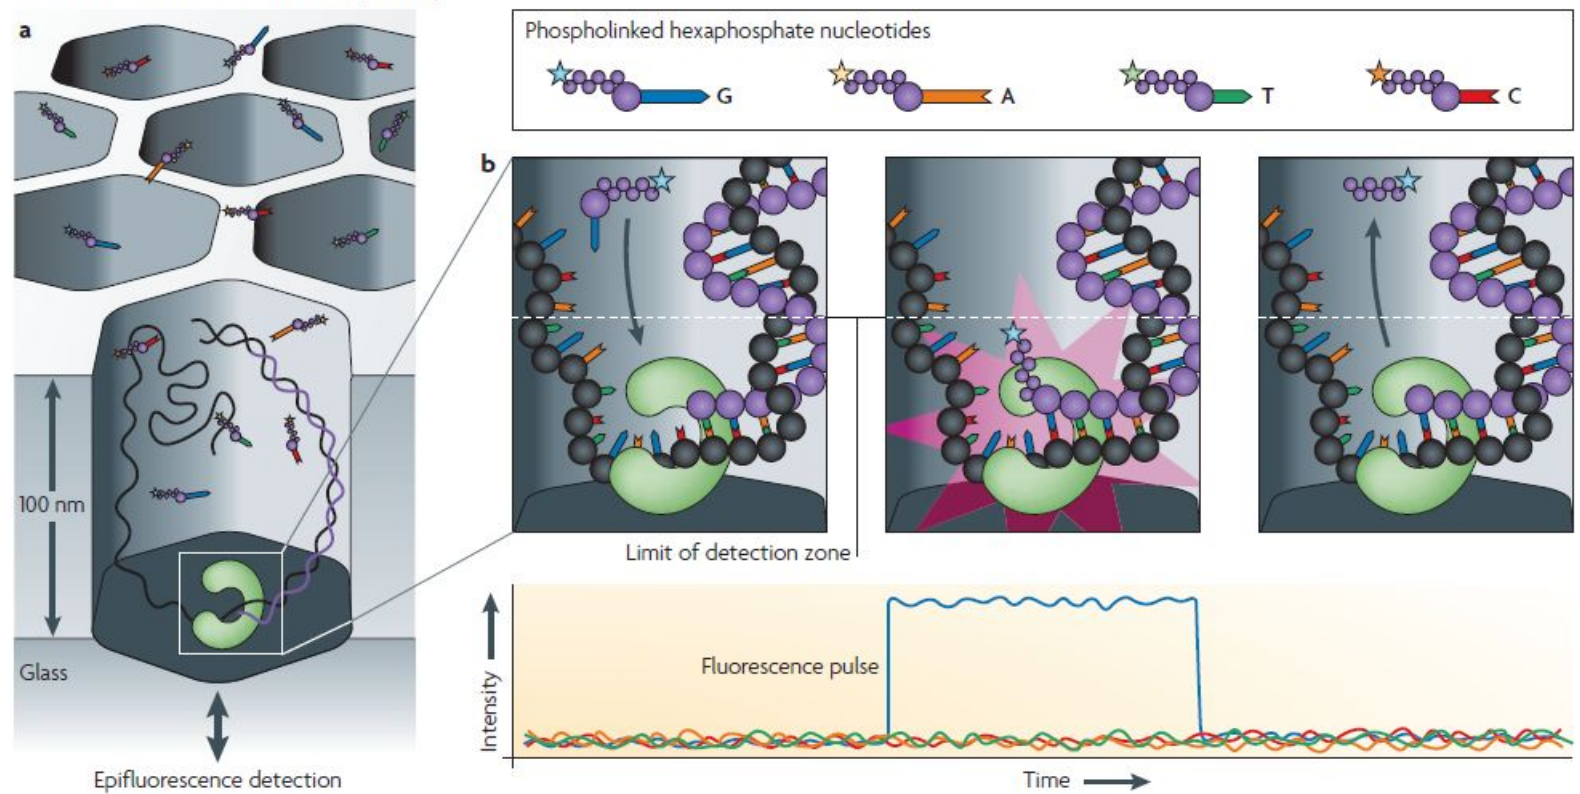 a
Phospholinked hexaphosphate nucleotides
G
A
T
C
b
100 nm
Glass
Epifluorescence detection
Limit of detection zone
Fluorescence pulse
Intensity
Time